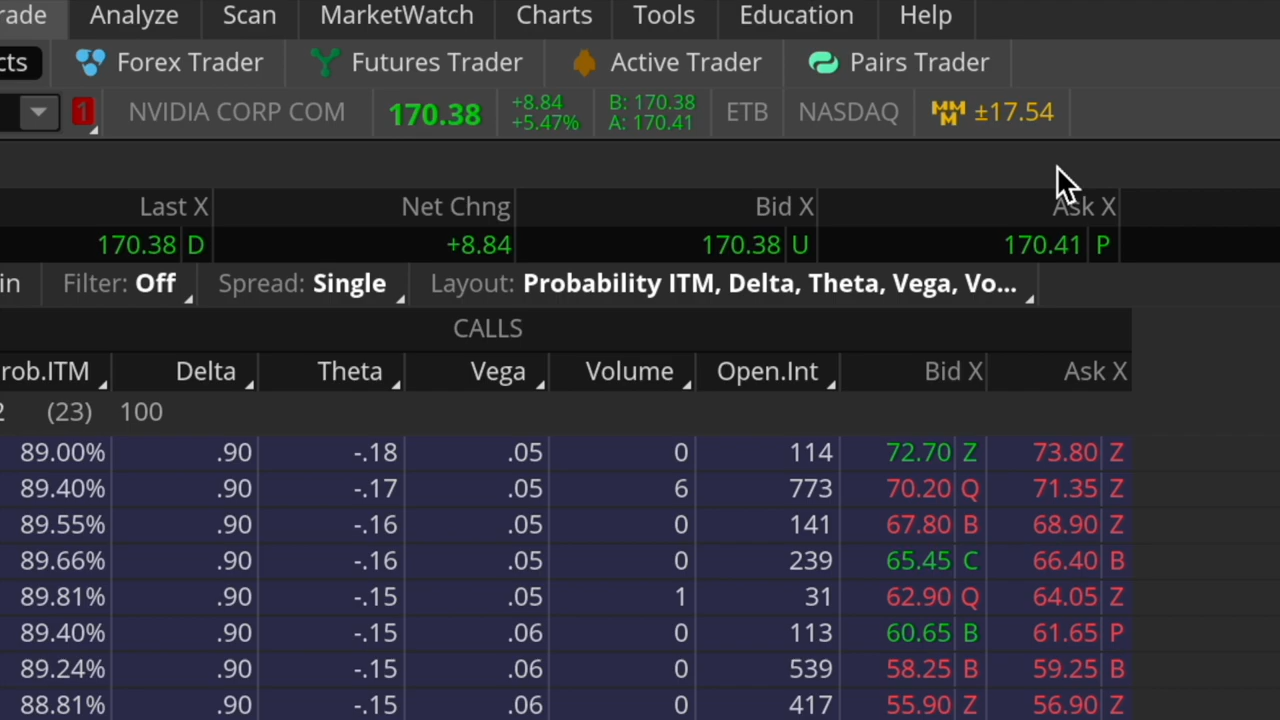 rade Analyze Scan MarketWatch Charts Tools Education Help
cts Forex Trader Futures Trader Active Trader Pairs Trader
1 NVIDIA CORP COM 170.38 +8.84 B: 170.38 ETB NASDAQ MMM ±17.54
+5.47% A: 170.41
Last X Net Chng Bid X Ask X
170.38 D +8.84 170.38 U 170.41 P
in Filter: Off Spread: Single Layout: Probability ITM, Delta, Theta, Vega, Vo...
CALLS
rob.ITM Delta Theta Vega Volume Open.Int Bid X Ask X
2 (23) 100
89.00% .90 -.18 .05 0 114 72.70 Z 73.80 Z
89.40% .90 -.17 .05 6 773 70.20 Q 71.35 Z
89.55% .90 -.16 .05 0 141 67.80 B 68.90 Z
89.66% .90 -.16 .05 0 239 65.45 C 66.40 B
89.81% .90 -.15 .05 1 31 62.90 Q 64.05 Z
89.40% .90 -.15 .06 0 113 60.65 B 61.65 P
89.24% .90 -.15 .06 0 539 58.25 B 59.25 B
88.81% .90 -.15 .06 0 417 55.90 Z 56.90 Z